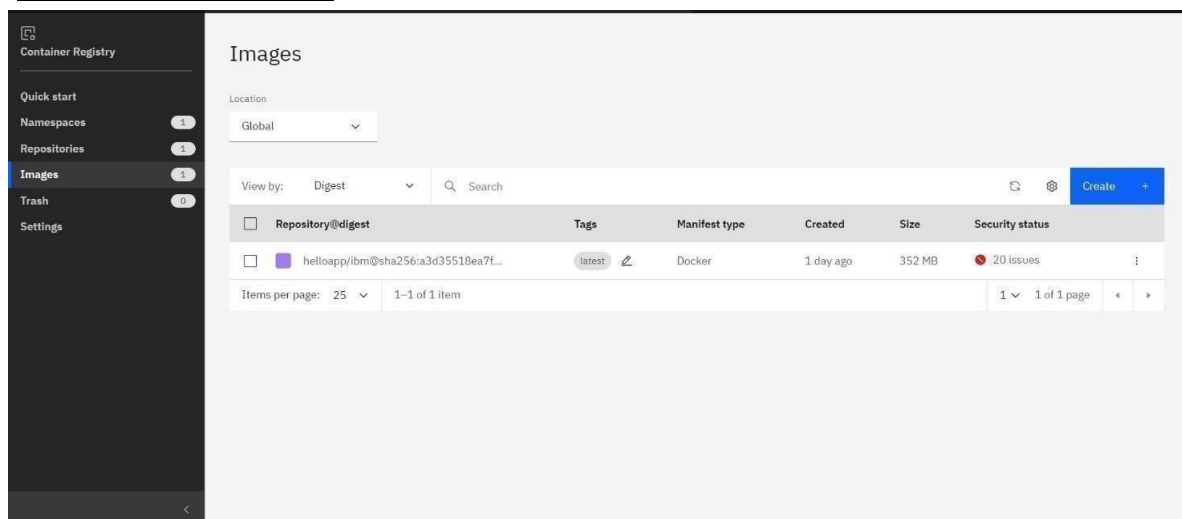 Container Registry
Quick start
Namespaces 1
Repositories 1
Images 1
Trash 0
Settings
Images
Location
Global
View by: Digest Search Create +
Repository@digest Tags Manifest type Created Size Security status
helloapp/ibm@sha256:a3d35518ea7f... latest Docker 1 day ago 352 MB 20 issues
Items per page: 25 1–1 of 1 item 1 1 of 1 page